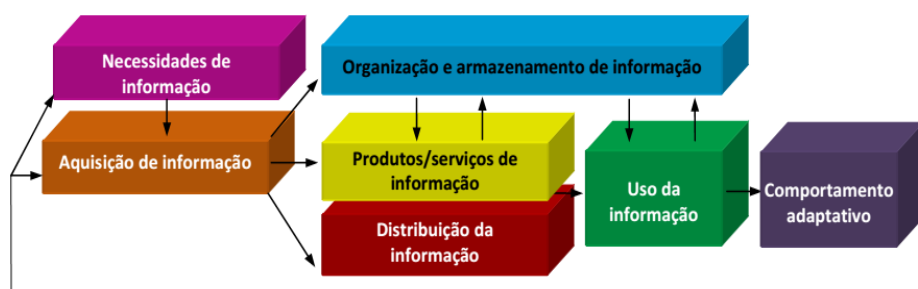 Necessidades de
informação
Organização e armazenamento de informação
Aquisição de informação
Produtos/serviços de
informação
Distribuição da
informação
Uso da
informação
Comportamento
adaptativo